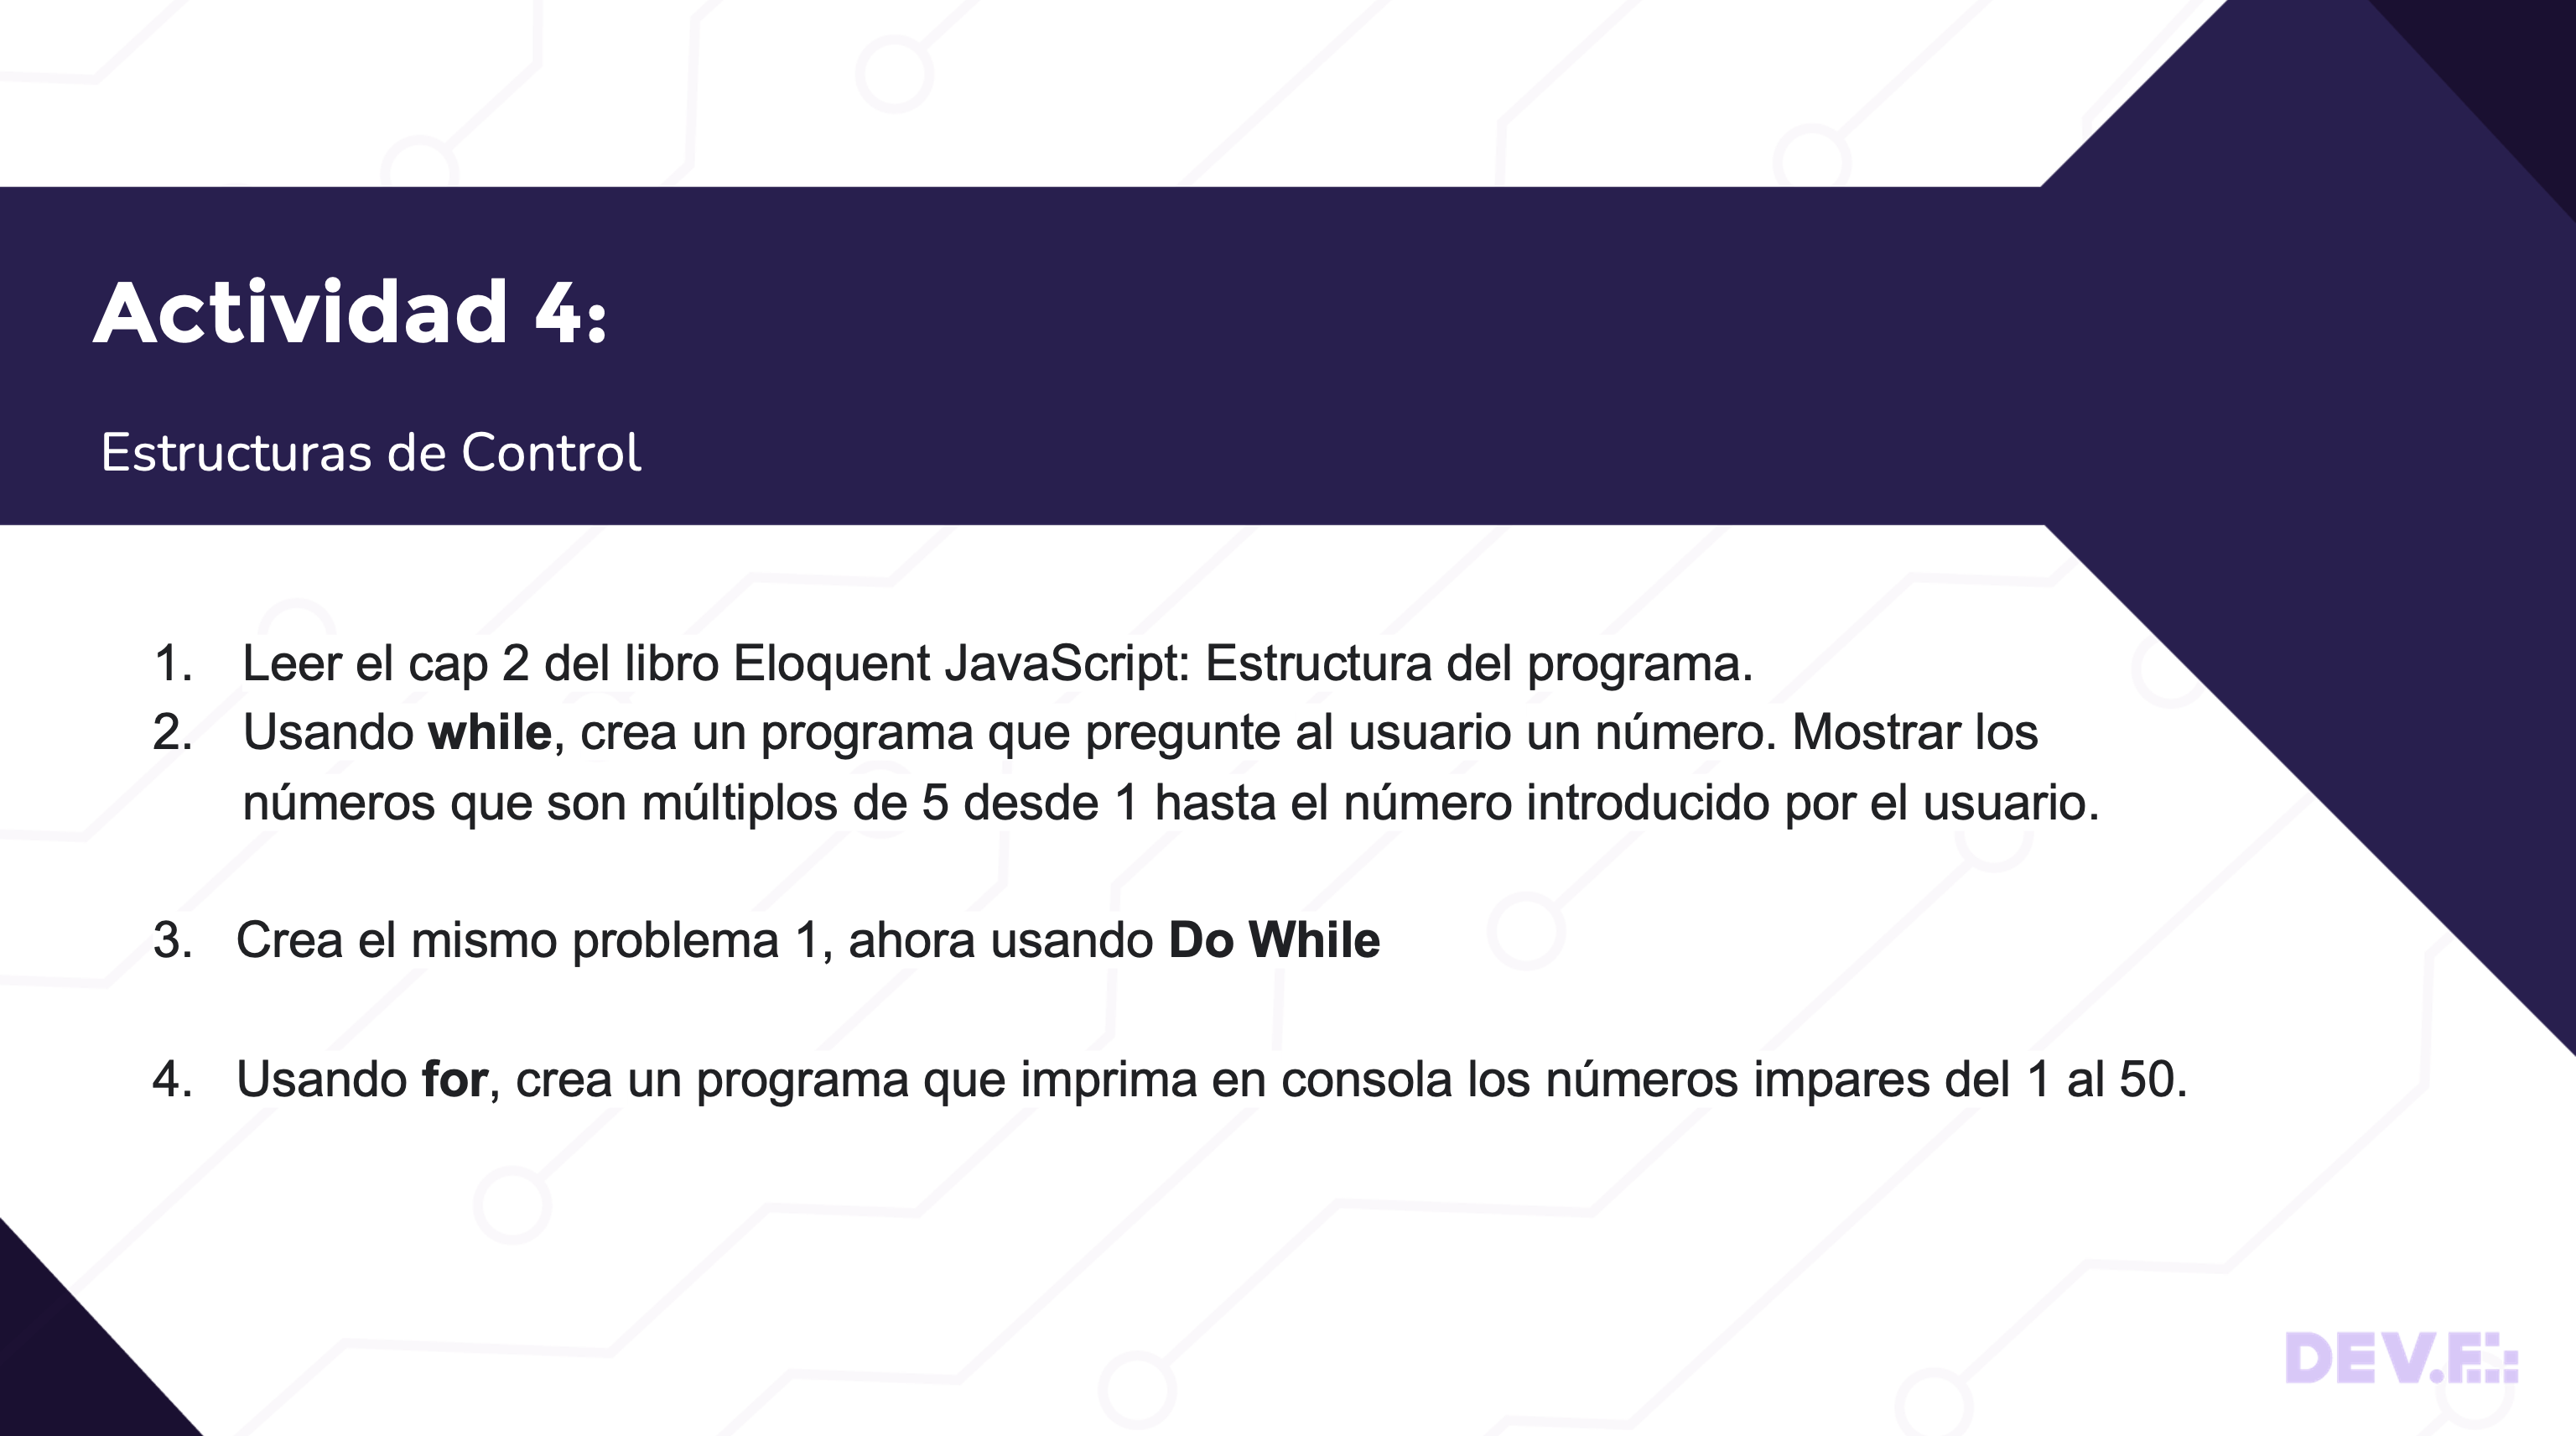 Actividad 4:
Estructuras de Control
1. Leer el cap 2 del libro Eloquent JavaScript: Estructura del programa.
2. Usando while, crea un programa que pregunte al usuario un número. Mostrar los
números que son múltiplos de 5 desde 1 hasta el número introducido por el usuario.
3. Crea el mismo problema 1, ahora usando Do While
4. Usando for, crea un programa que imprima en consola los números impares del 1 al 50.
DEV.F